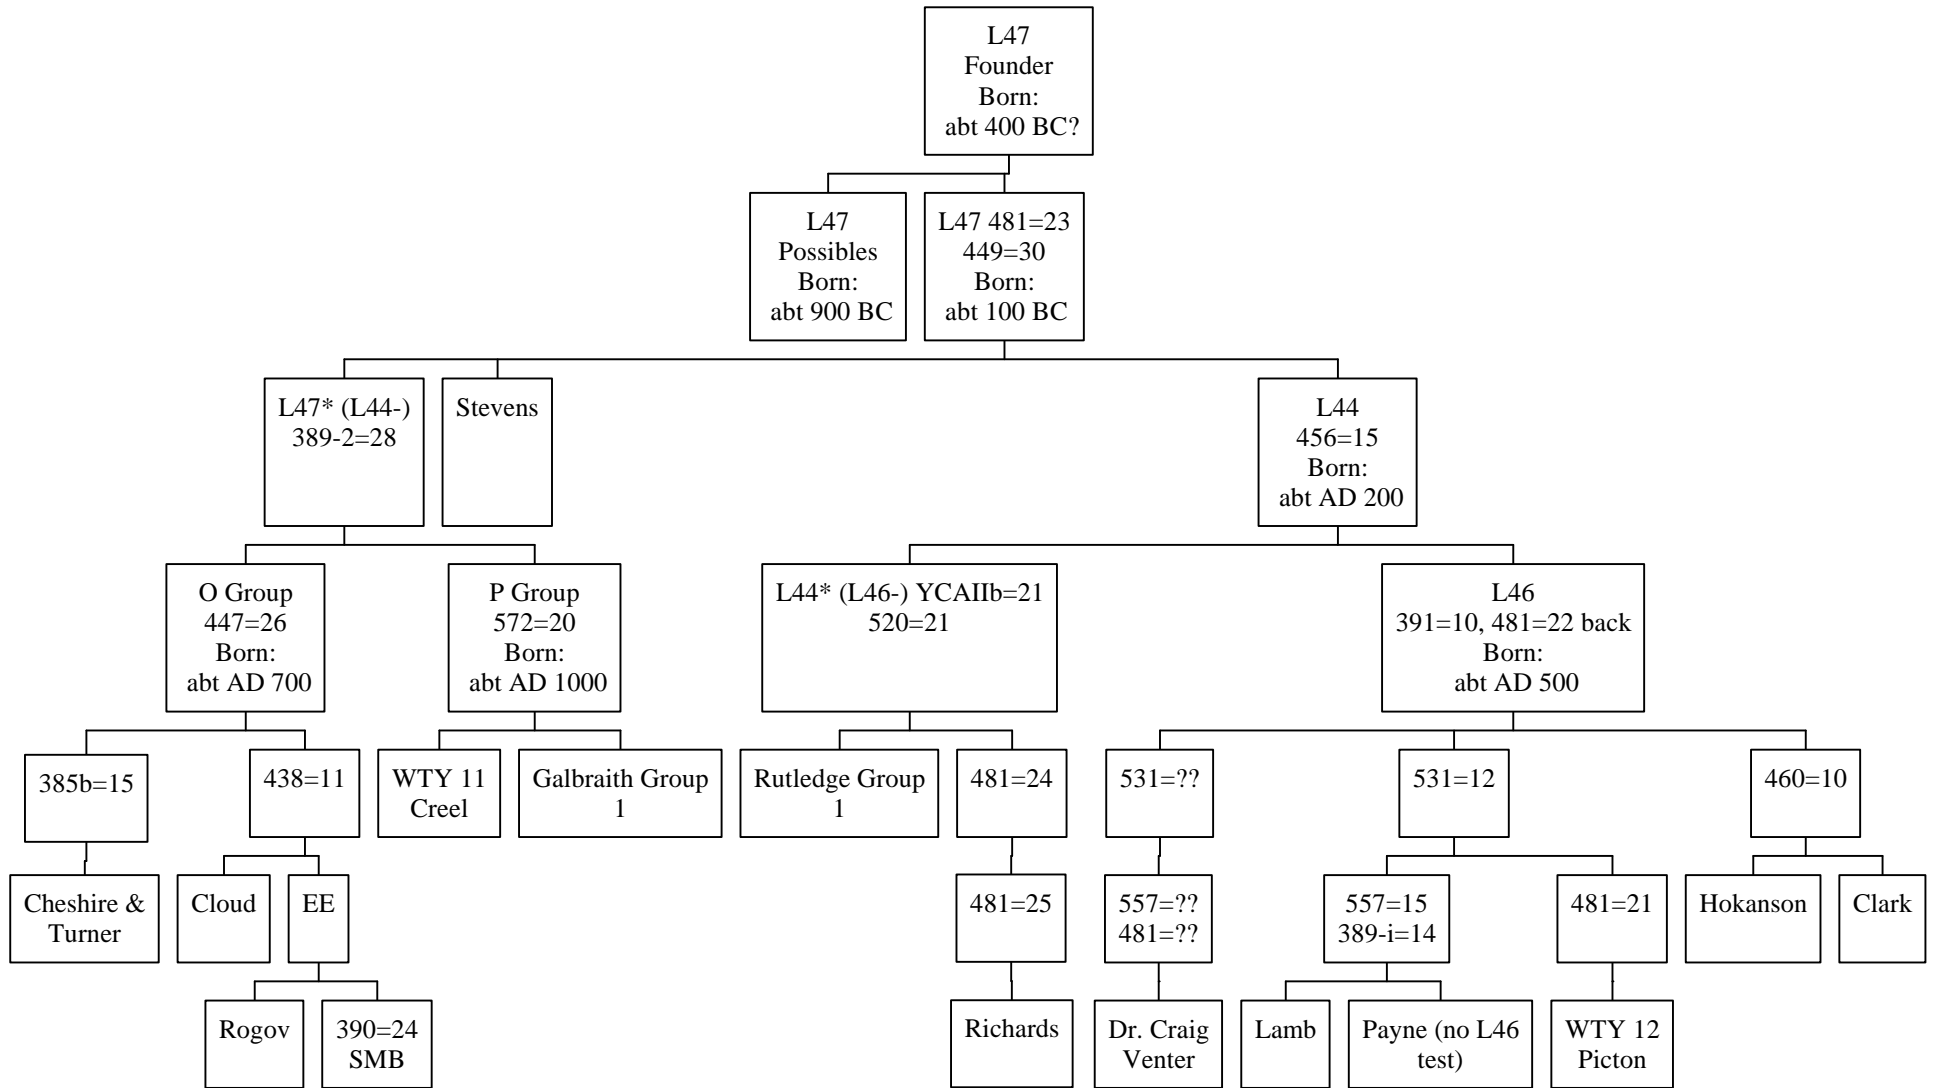 L47
Founder
Born:
abt 400 BC?
L47
Possibles
Born:
abt 900 BC
L47 481=23
449=30
Born:
abt 100 BC
L47* (L44-)
389-2=28
Stevens
L44
456=15
Born:
abt AD 200
O Group
447=26
Born:
abt AD 700
P Group
572=20
Born:
abt AD 1000
L44* (L46-) YCAIIb=21
520=21
L46
391=10, 481=22 back
Born:
abt AD 500
385b=15
438=11
WTY 11
Creel
Galbraith Group
1
Rutledge Group
1
481=24
531=??
531=12
460=10
Cheshire &
Turner
Cloud
EE
481=25
557=??
481=??
557=15
389-i=14
481=21
Hokanson
Clark
Rogov
390=24
SMB
Richards
Dr. Craig
Venter
Lamb
Payne (no L46
test)
WTY 12
Picton